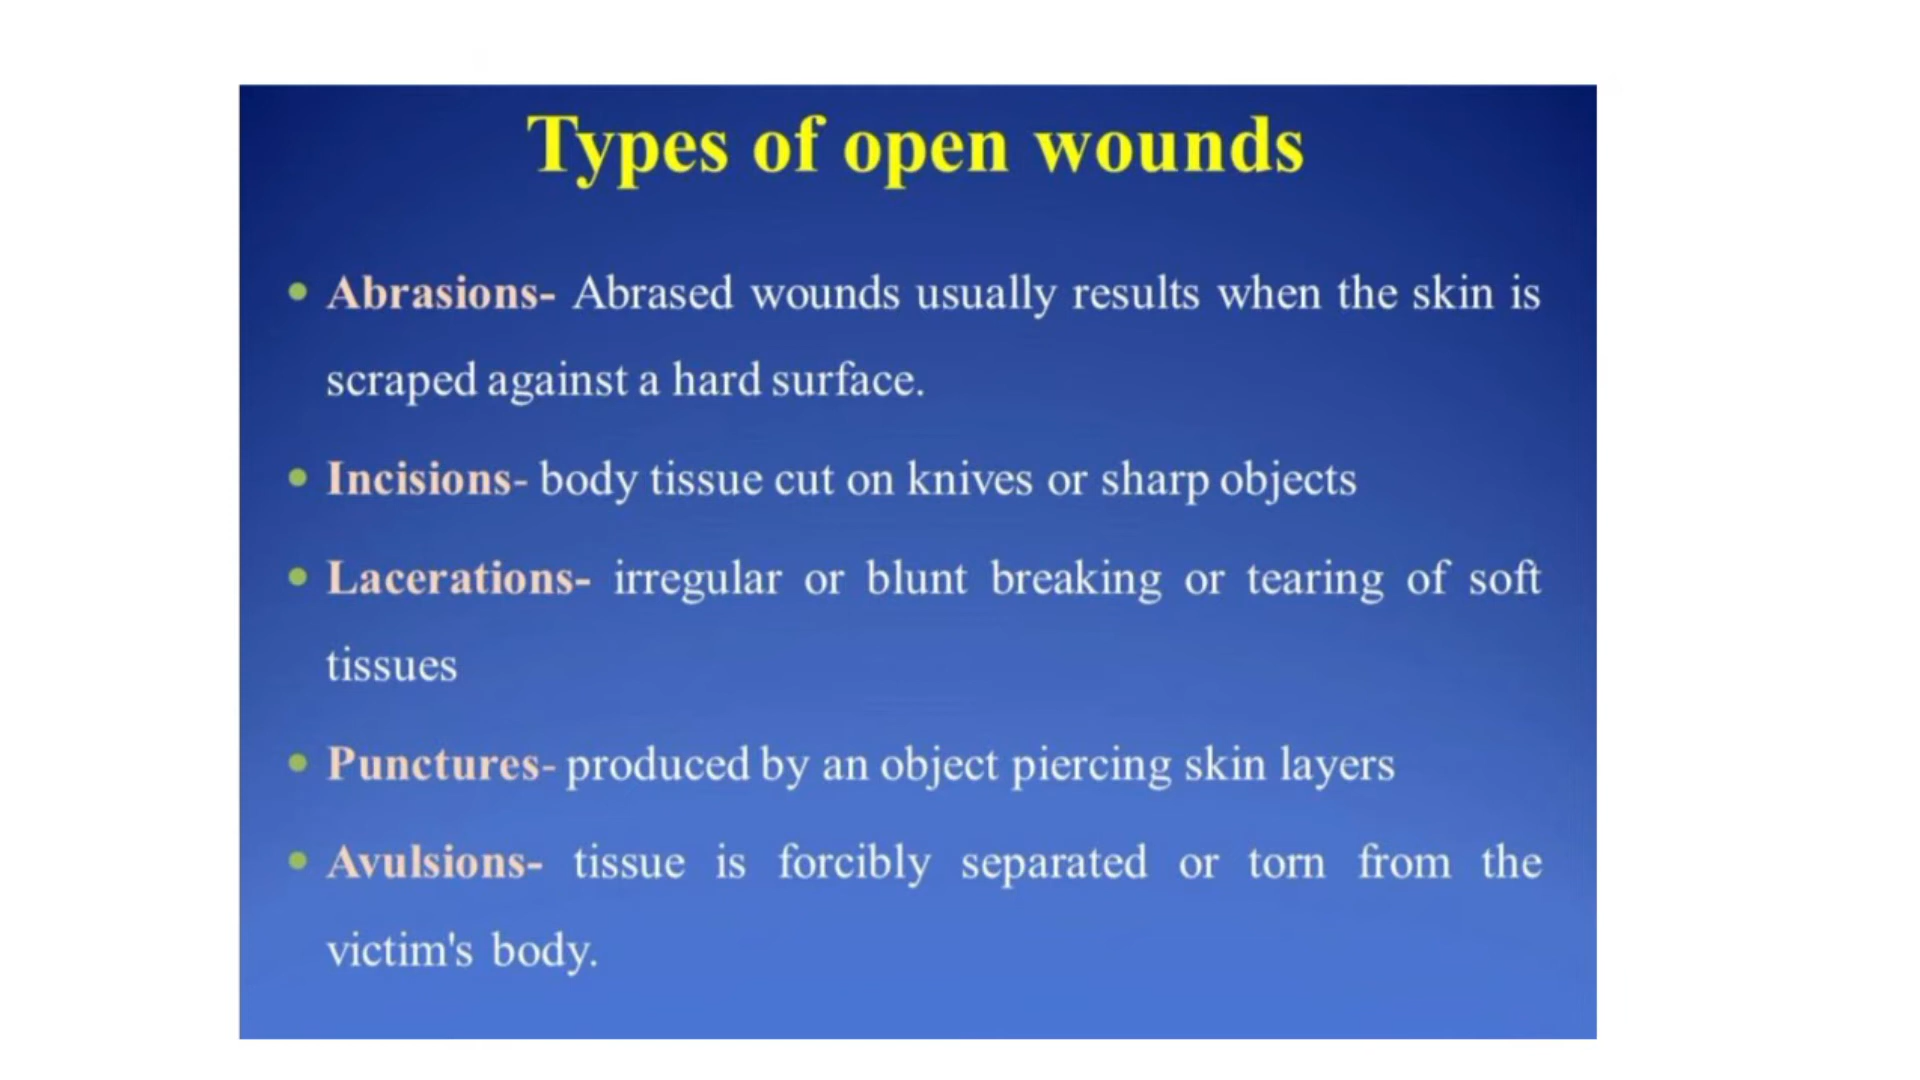 Types of open wounds
Abrasions- Abrased wounds usually results when the skin is
scraped against a hard surface.
Incisions- body tissue cut on knives or sharp objects
Lacerations- irregular or blunt breaking or tearing of soft
tissues
Punctures- produced by an object piercing skin layers
Avulsions- tissue is forcibly separated or torn from the
victim's body.